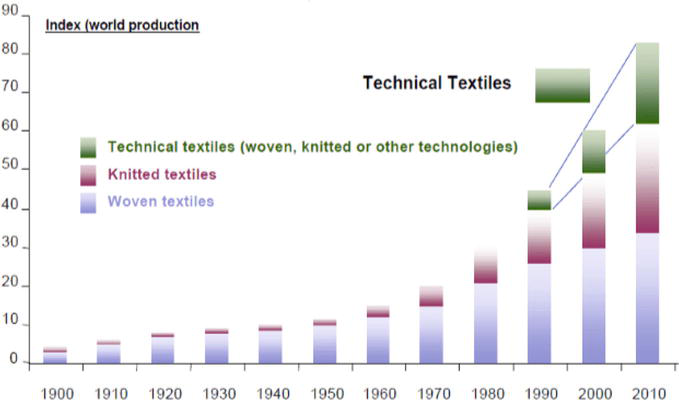 90
Index (world production
80
Technical Textiles
70
60
Technical textiles (woven, knitted or other technologies)
50
Knitted textiles
Woven textiles
40
30
20
10
0
1900 1910 1920 1930 1940 1950 1960 1970 1980 1990 2000 2010